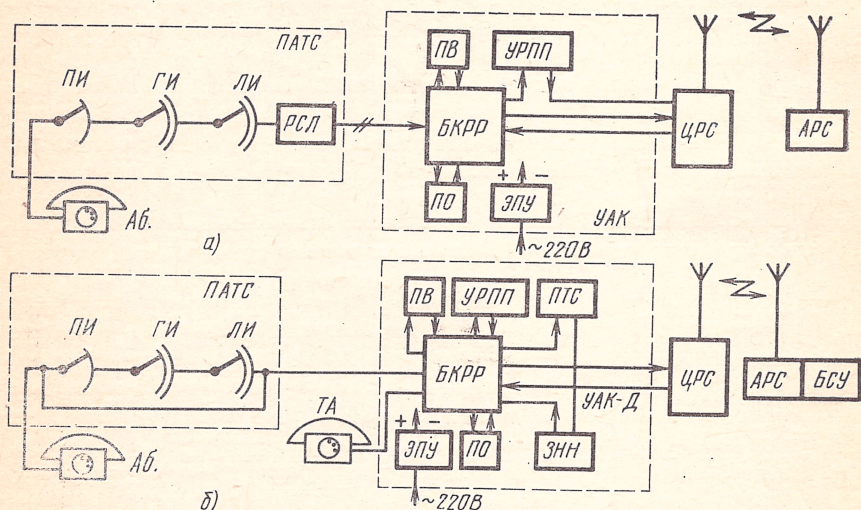 ПАТС
ПИ ГИ ЛИ
РСЛ
Аб.
ПВ УРПП
БКРР
ПО
+ −
ЭПУ
УАК
~220В
ЦРС
АРС
а)
ПАТС
ПИ ГИ ЛИ
Аб.
ТА
ПВ УРПП ПТС
БКРР
+ −
ЭПУ ПО ЗНН
УАК-Д
~220В
ЦРС
АРС БСУ
б)